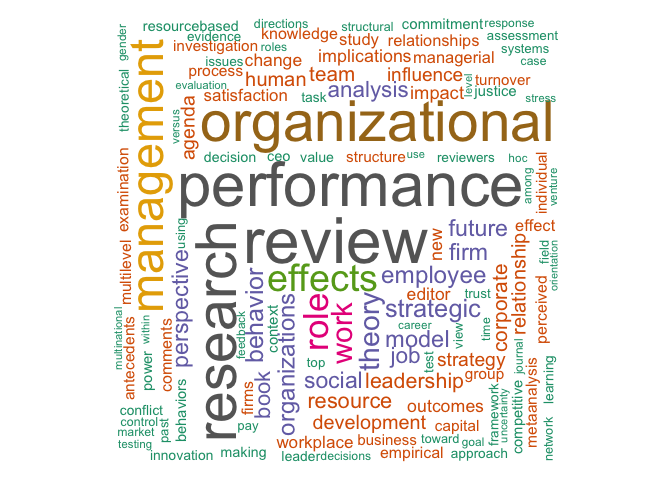 resourcebased
directions
structural
commitment
response
gender
evidence
roles
knowledge
study
relationships
assessment
investigation
issues
change
implications
managerial
systems
case
process
human
team
influence
turnover
theoretical
evaluation
satisfaction
task
analysis
impact
level
justice
stress
management
versus
agenda
organizational
decision
ceo
value
structure
use
reviewers
hoc
among
individual
venture
examination
performance
multilevel
using
research
review
new
future
firm
effect
relationship
field
orientation
perspective
behavior
effects
employee
corporate
perceived
multinational
antecedents
within
power
comments
feedback
context
organizations
role
work
theory
editor
trust
strategic
career
model
view
time
job
test
strategy
top
behaviors
firms
book
social
leadership
group
framework
uncertainty
competitive
journal
metaanalysis
network
learning
conflict
control
market
testing
past
pay
resource
outcomes
development
capital
workplace
business
toward
goal
innovation
making
leader
decisions
empirical
approach